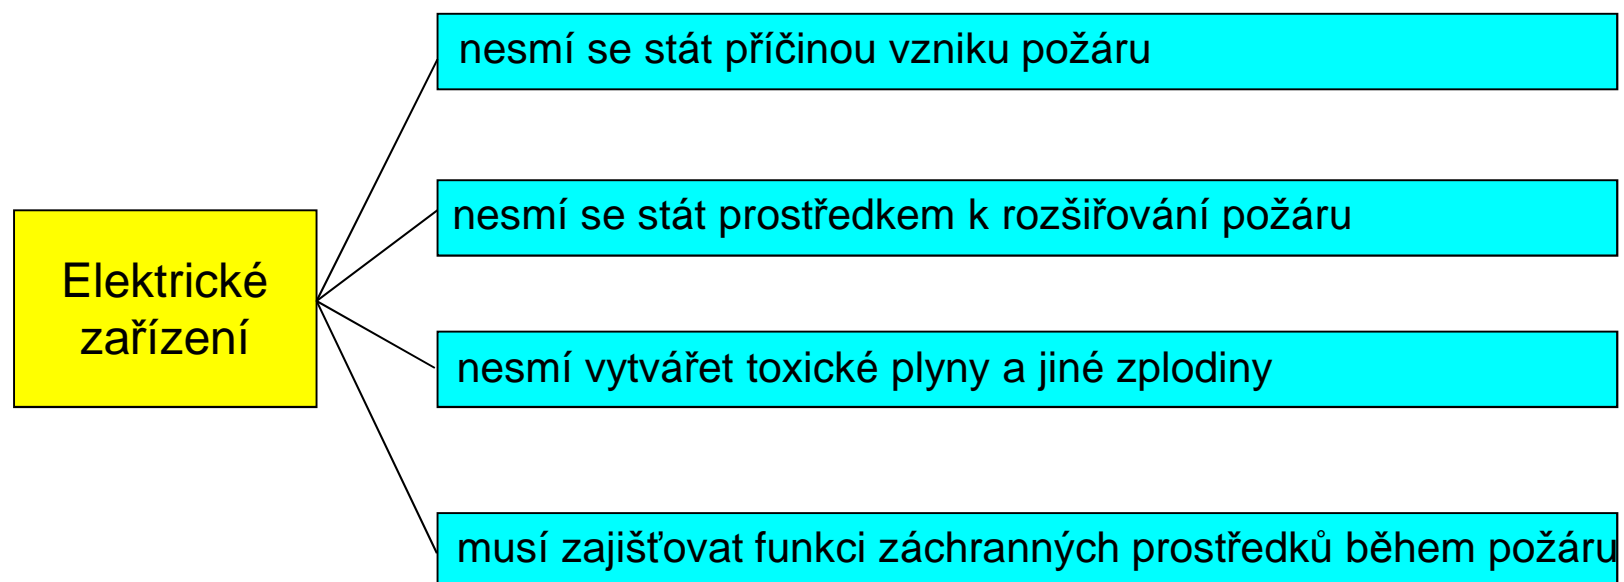 nesmí se stát příčinou vzniku požáru
nesmí se stát prostředkem k rozšiřování požáru
Elektrické
zařízení
nesmí vytvářet toxické plyny a jiné zplodiny
musí zajišťovat funkci záchranných prostředků během požáru